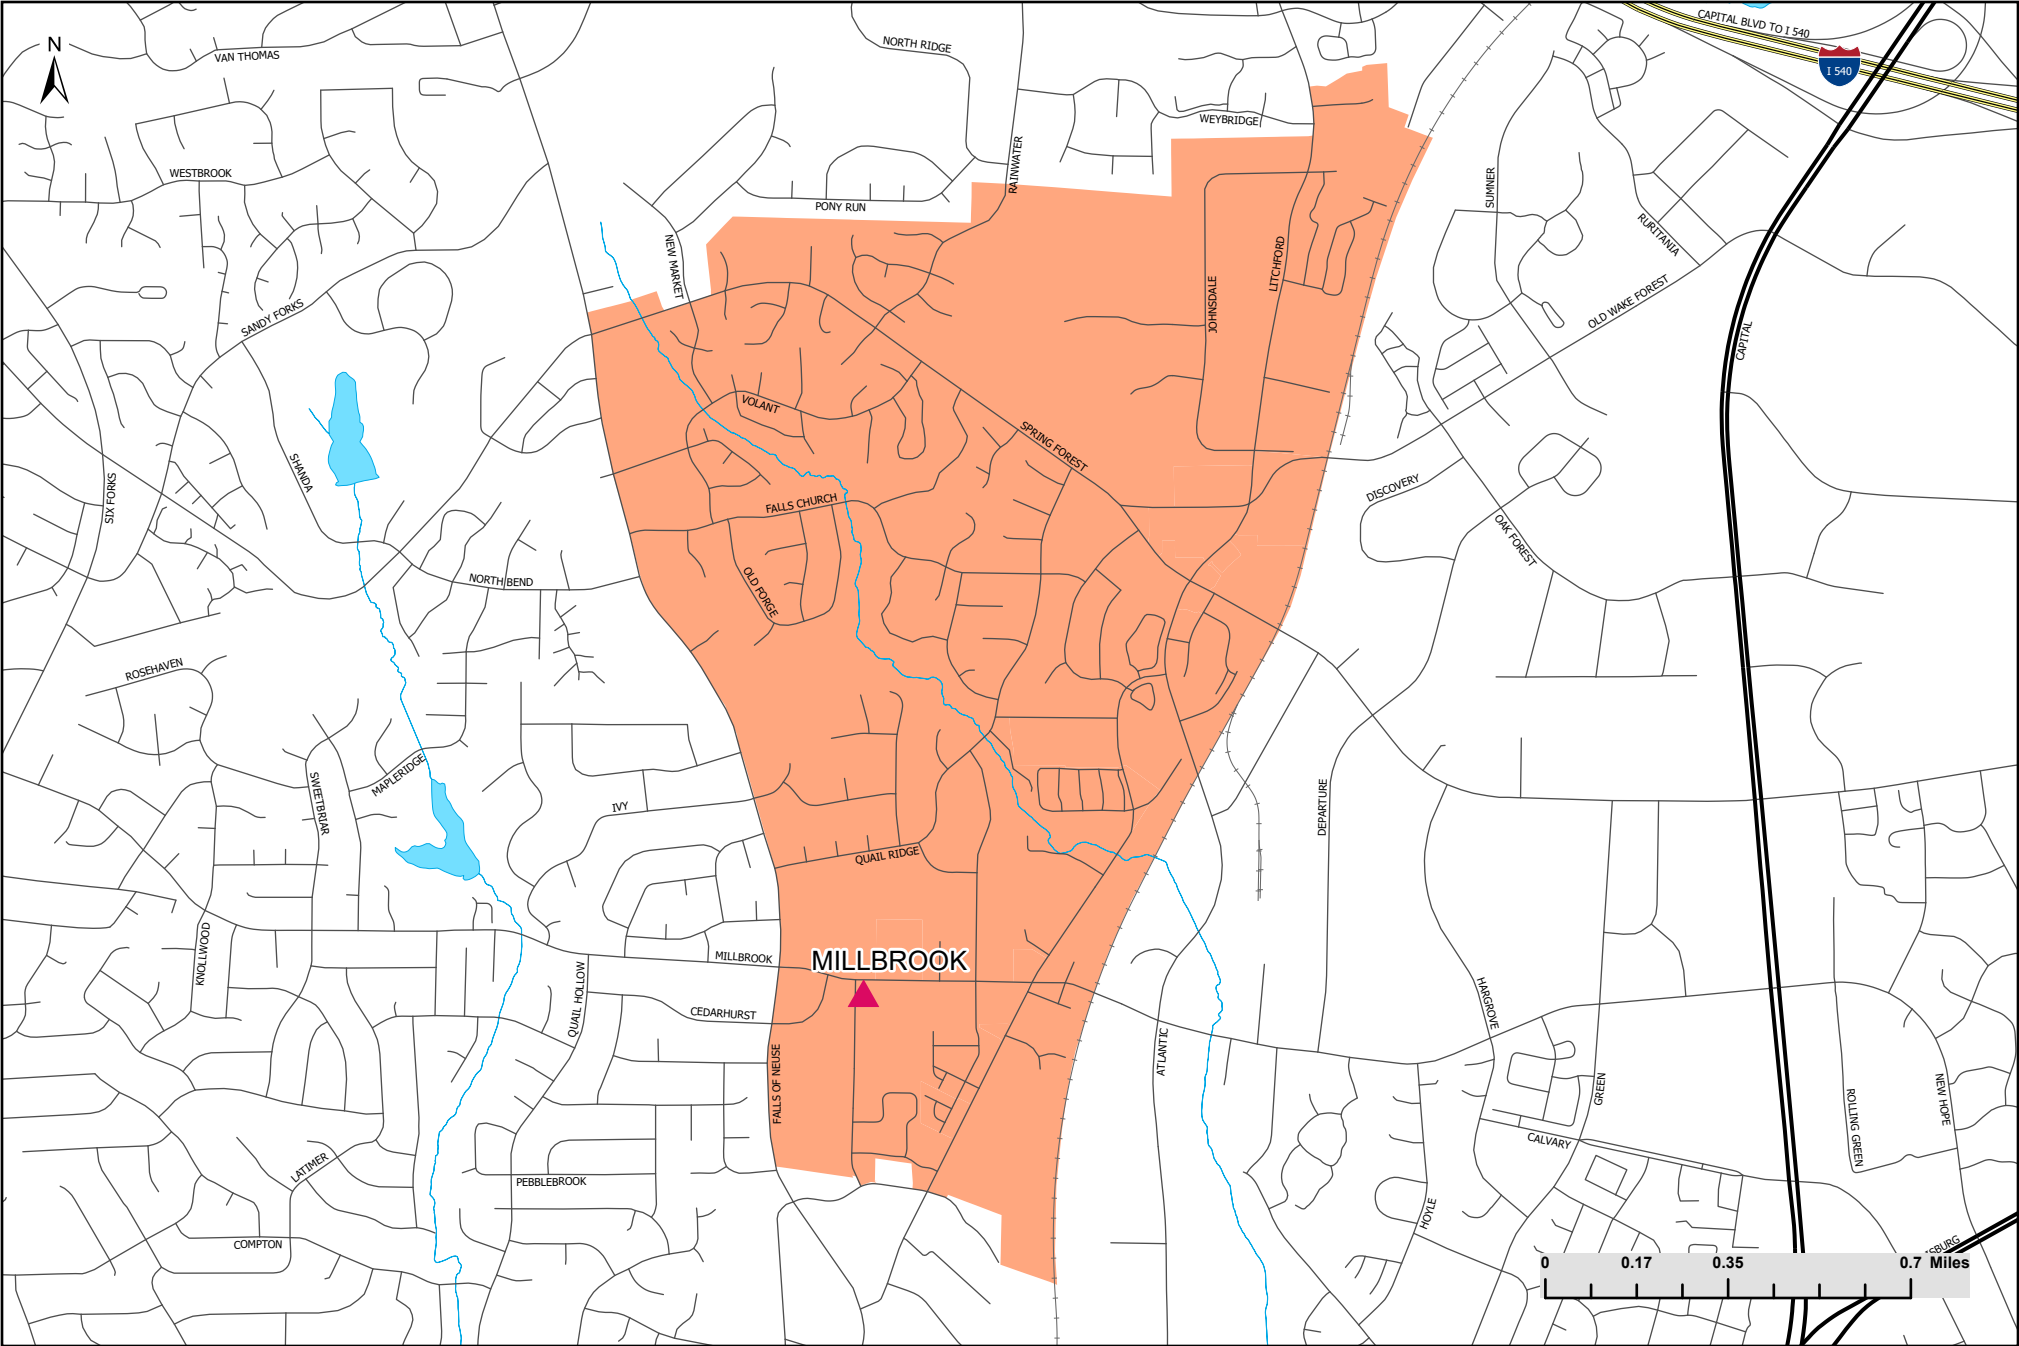 CAPITAL BLVD TO I 540
N
NORTH RIDGE
VAN THOMAS
I 540
WEYBRIDGE
RAINWATER
WESTBROOK
SUMNER
PONY RUN
RURITANIA
NEW MARKET
LITCHFORD
JOHNSDALE
OLD WAKE FOREST
SANDY FORKS
CAPITAL
VOLANT
SPRING FOREST
SHANDA
SIX FORKS
DISCOVERY
FALLS CHURCH
OAK FOREST
NORTH BEND
OLD FORGE
ROSEHAVEN
MAPLERIDGE
SWEETBRIAR
IVY
DEPARTURE
QUAIL RIDGE
KNOLLWOOD
MILLBROOK
MILLBROOK
QUAIL HOLLOW
HARGROVE
CEDARHURST
ATLANTIC
FALLS OF NEUSE
GREEN
NEW HOPE
ROLLING GREEN
CALVARY
LATIMER
PEBBLEBROOK
HOYLE
COMPTON
SBURG
0 0.17 0.35 0.7 Miles